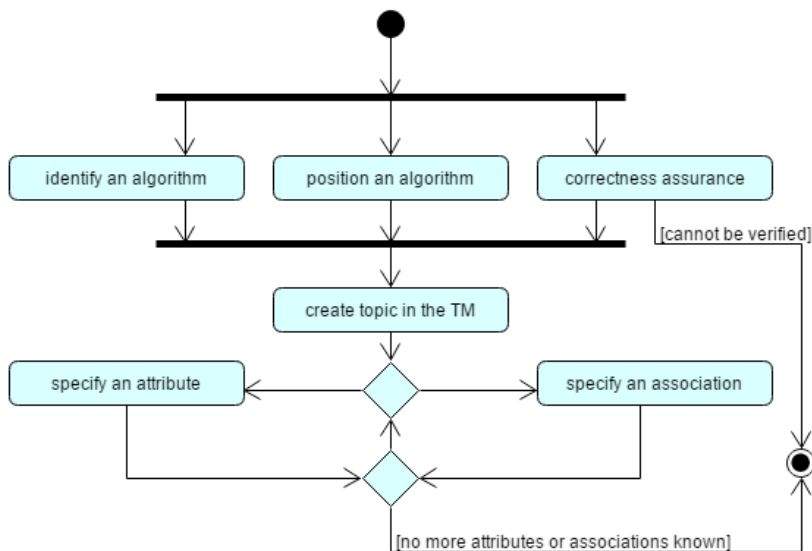 identify an algorithm
position an algorithm
correctness assurance
[cannot be verified]
create topic in the TM
specify an attribute
specify an association
[no more attributes or associations known]